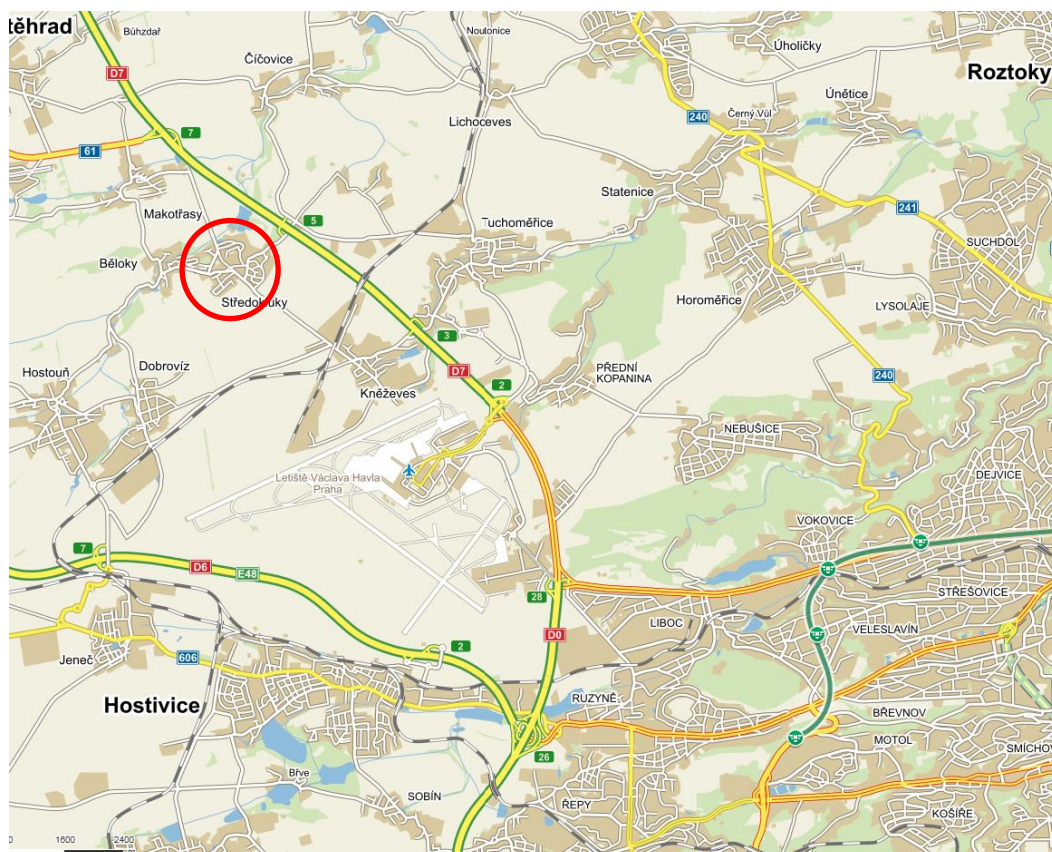 těhrad
Búhzdař
Noutonice
Číčovice
Úholičky
Roztoky
D7
Únětice
240
Černý Vůl
Lichoceves
7
61
Statenice
Makotřasy
5
241
Tuchoměřice
SUCHDOL
Běloky
Středokluky
Horoměřice
LYSOLAJE
3
Dobrovíz
Hostouň
D7
PŘEDNÍ
KOPANINA
240
2
Kněževes
NEBUŠICE
Letiště Václava Havla
Praha
DEJVICE
VOKOVICE
7
D6
E48
28
STŘEŠOVICE
LIBOC
VELESLAVÍN
D0
2
606
Jeneč
RUZYNĚ
Hostivice
BŘEVNOV
MOTOL
SMÍCHOV
26
Břve
SOBÍN
ŘEPY
KOŠÍŘE
0
1600
2400